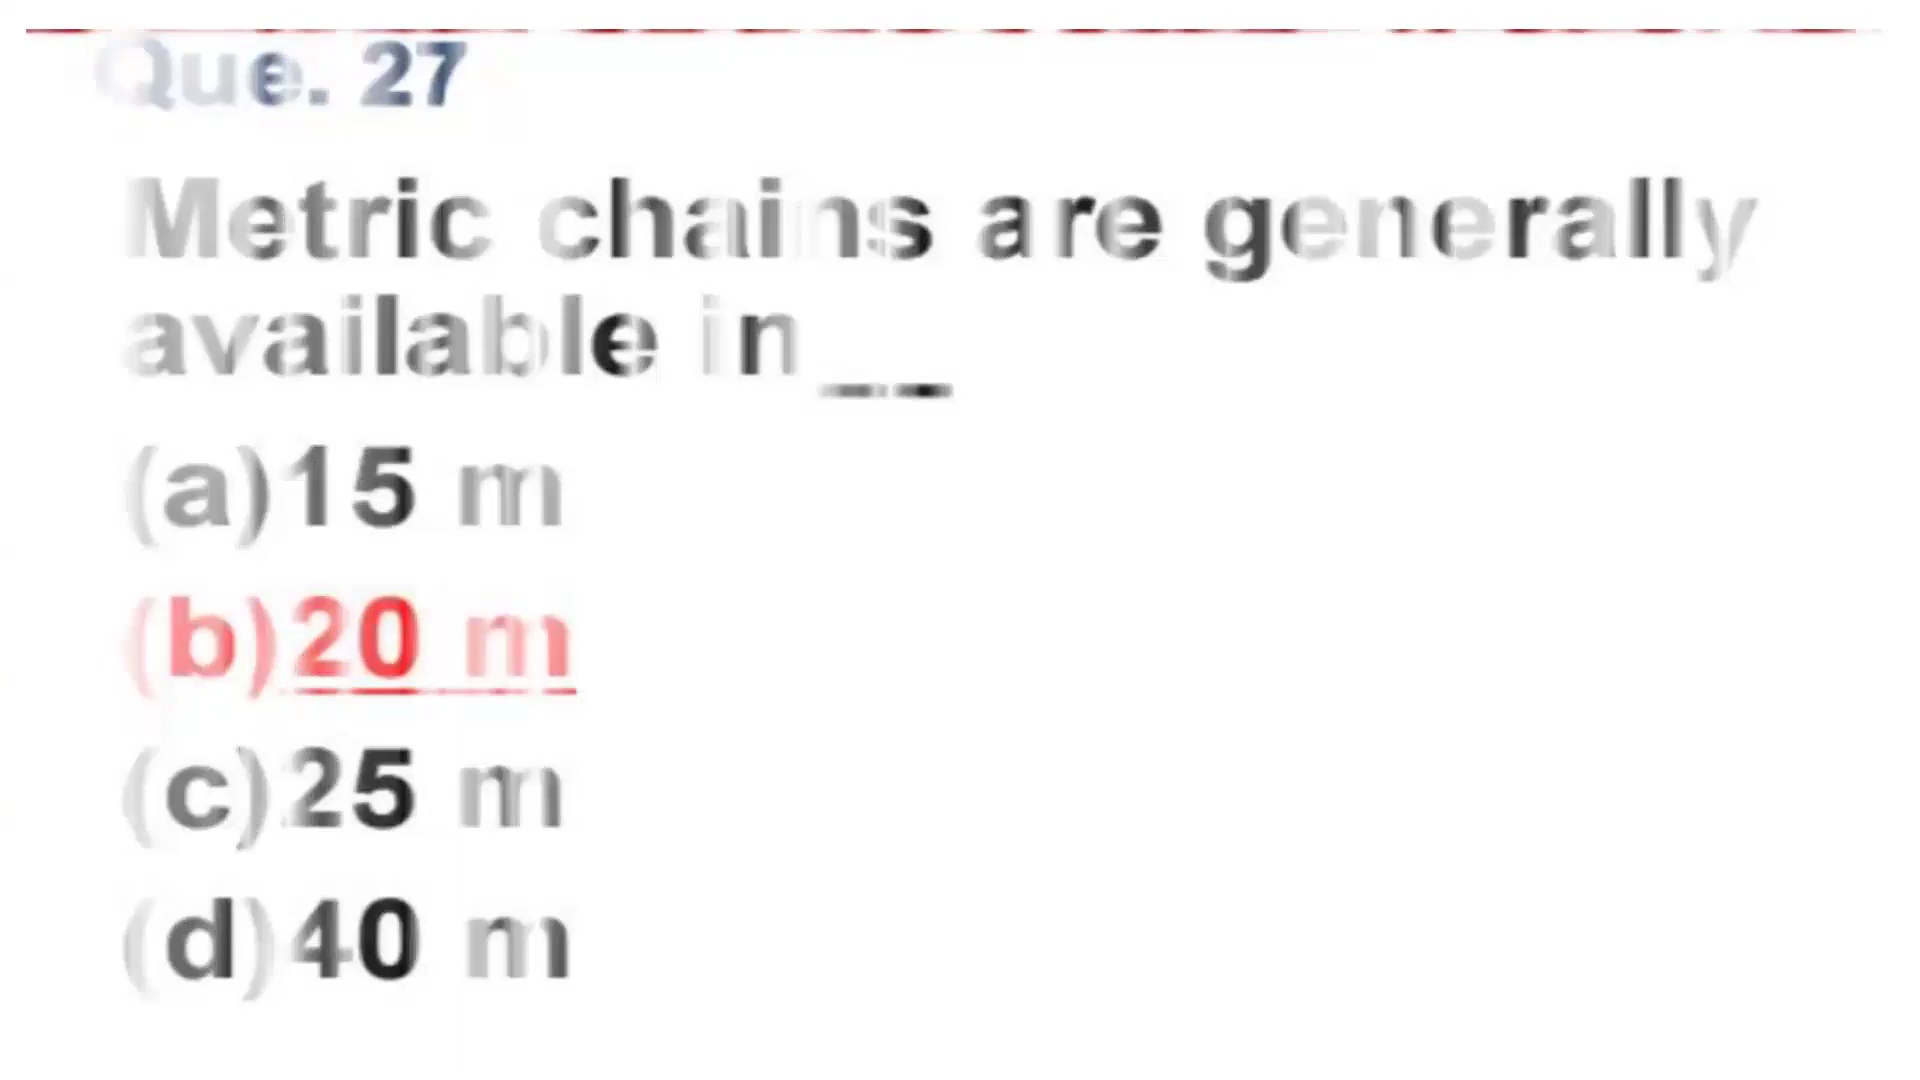 Que. 27
Metric chains are generally
available in __
(a)15 m
(b)20 m
(c)25 m
(d)40 m